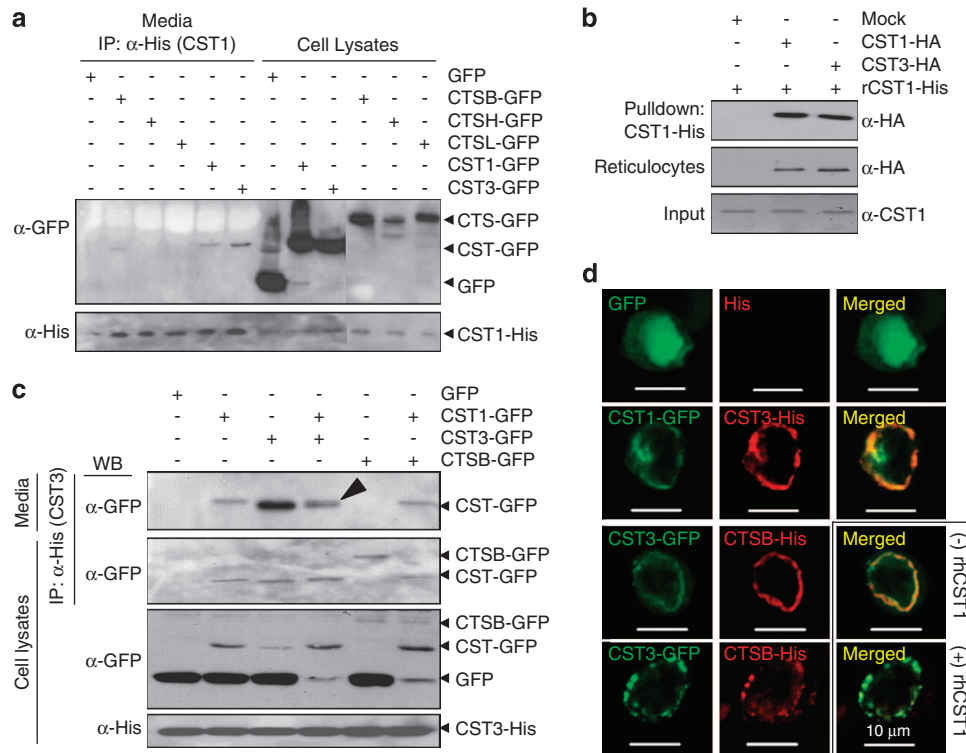 a
Media
IP: α-His (CST1)
Cell Lysates
+ - - - - - + - - - - - GFP
- + - - - - - - - + - - CTSB-GFP
- - + - - - - - - - + - CTSH-GFP
- - - + - - - - - - - + CTSL-GFP
- - - - + - - + - - - - CST1-GFP
- - - - - + - - + - - - CST3-GFP
α-GFP
CTS-GFP
CST-GFP
GFP
α-His
CST1-His
b
+ - - Mock
- + - CST1-HA
- - + CST3-HA
+ + + rCST1-His
Pulldown:
CST1-His
α-HA
Reticulocytes
α-HA
Input
α-CST1
c
+ - - - - - GFP
- + - + - + CST1-GFP
- - + + - - CST3-GFP
- - - - + + CTSB-GFP
WB
Media
Cell lysates
IP: α-His (CST3)
α-GFP
CST-GFP
α-GFP
CTSB-GFP
CST-GFP
α-GFP
CTSB-GFP
CST-GFP
GFP
α-His
CST3-His
d
GFP
His
Merged
CST1-GFP
CST3-His
Merged
CST3-GFP
CTSB-His
Merged
(-) rhCST1
CST3-GFP
CTSB-His
Merged
(+) rhCST1
10 μm